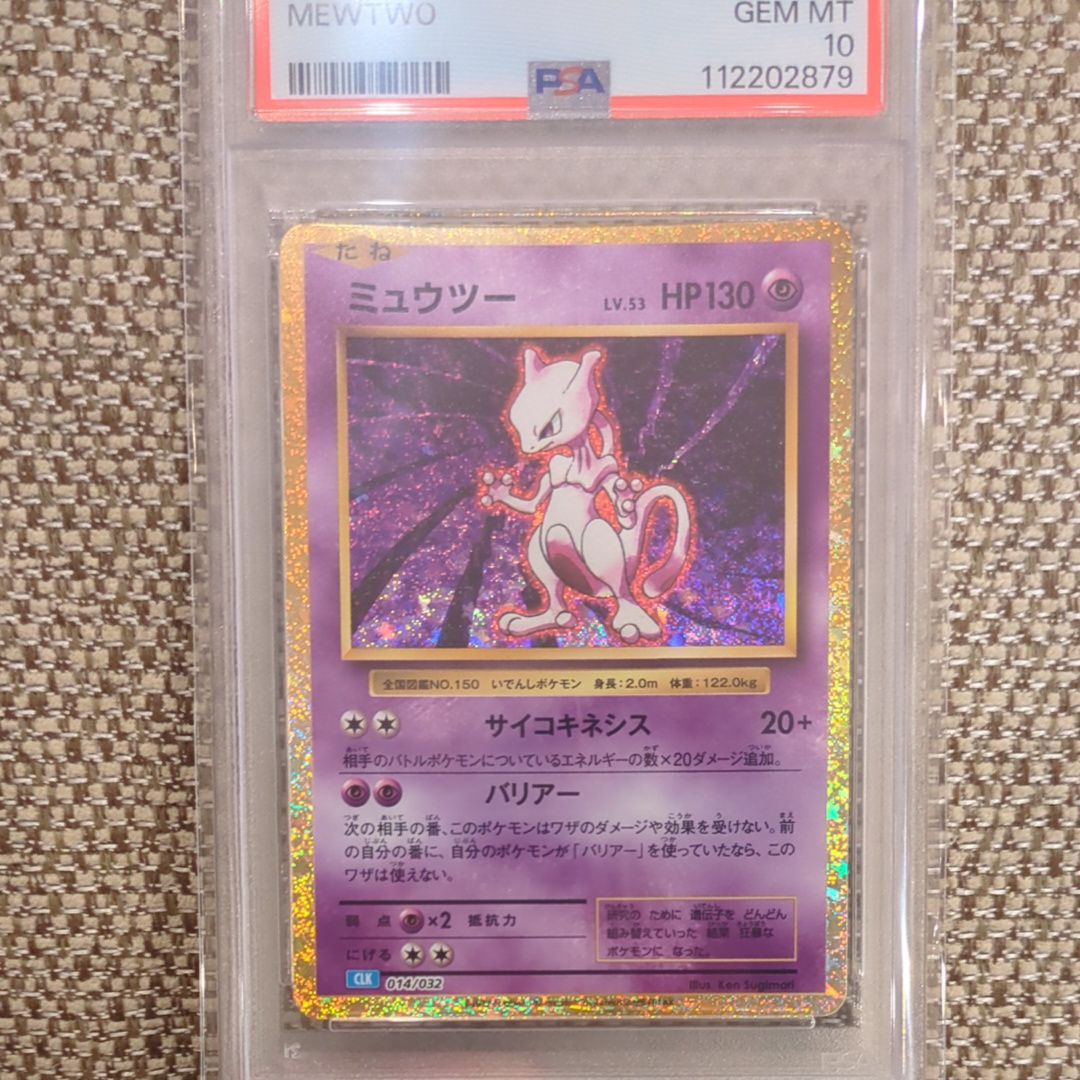 MEWTWO
GEM MT
10
PSA
112202879
たね
ミュウツー LV.53 HP130
全国図鑑NO.150 いでんしポケモン 身長:2.0m 体重:122.0kg
サイコキネシス 20+
相手のバトルポケモンについているエネルギーの数×20ダメージ追加。
バリアー
次の相手の番、このポケモンはワザのダメージや効果を受けない。前
の自分の番に、自分のポケモンが「バリアー」を使っていたなら、この
ワザは使えない。
弱点 ×2 抵抗力
にげる
研究の ために 遺伝子を どんどん
組み替えていった 結果 狂暴な
ポケモンに なった。
CLK 014/032
Illus. Ken Sugimori